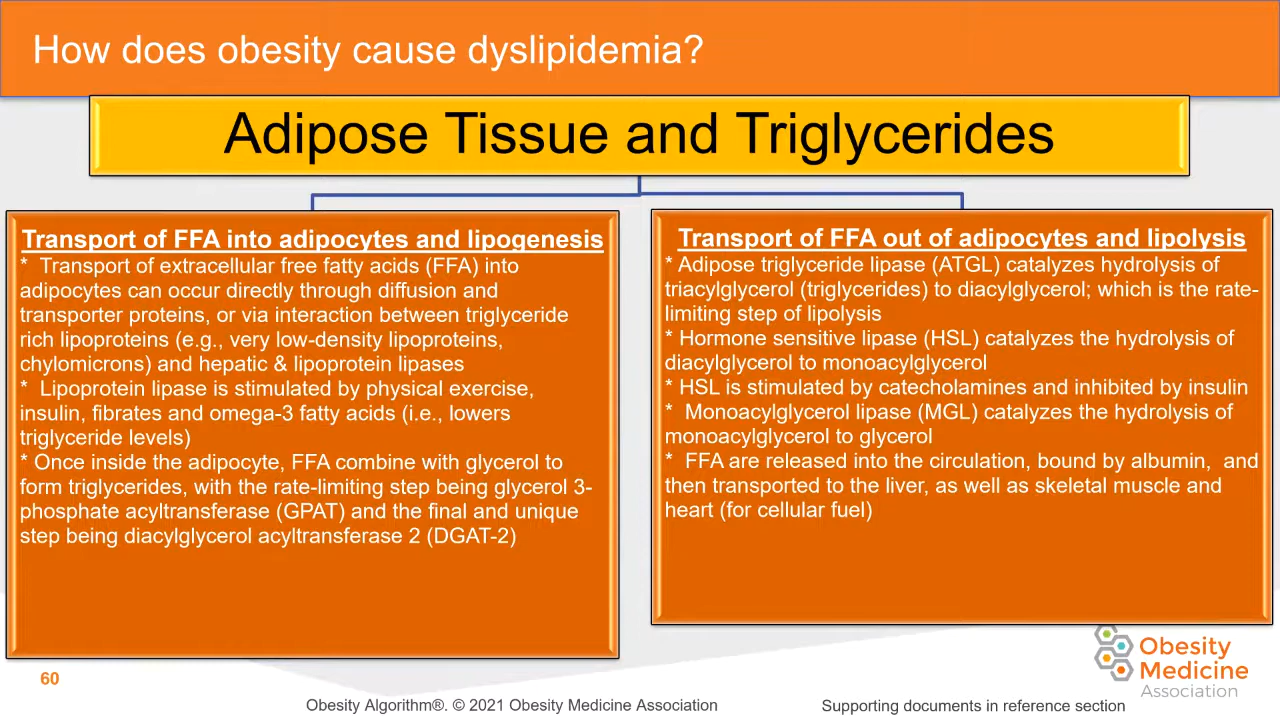 How does obesity cause dyslipidemia?
Adipose Tissue and Triglycerides
Transport of FFA into adipocytes and lipogenesis
* Transport of extracellular free fatty acids (FFA) into
adipocytes can occur directly through diffusion and
transporter proteins, or via interaction between triglyceride
rich lipoproteins (e.g., very low-density lipoproteins,
chylomicrons) and hepatic & lipoprotein lipases
* Lipoprotein lipase is stimulated by physical exercise,
insulin, fibrates and omega-3 fatty acids (i.e., lowers
triglyceride levels)
* Once inside the adipocyte, FFA combine with glycerol to
form triglycerides, with the rate-limiting step being glycerol 3-
phosphate acyltransferase (GPAT) and the final and unique
step being diacylglycerol acyltransferase 2 (DGAT-2)
Transport of FFA out of adipocytes and lipolysis
* Adipose triglyceride lipase (ATGL) catalyzes hydrolysis of
triacylglycerol (triglycerides) to diacylglycerol; which is the rate-
limiting step of lipolysis
* Hormone sensitive lipase (HSL) catalyzes the hydrolysis of
diacylglycerol to monoacylglycerol
* HSL is stimulated by catecholamines and inhibited by insulin
* Monoacylglycerol lipase (MGL) catalyzes the hydrolysis of
monoacylglycerol to glycerol
* FFA are released into the circulation, bound by albumin, and
then transported to the liver, as well as skeletal muscle and
heart (for cellular fuel)
Obesity
Medicine
Association
60
Obesity Algorithm®. © 2021 Obesity Medicine Association
Supporting documents in reference section